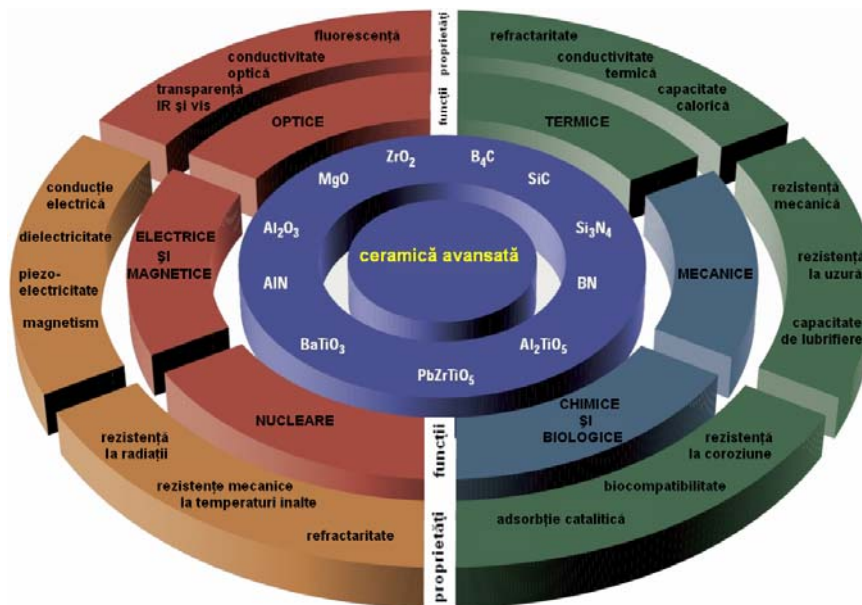 fluorescență
conductivitate
optică
transparență
IR și vis
OPTICE
proprietăți
funcții
refractaritate
conductivitate
termică
capacitate
calorică
TERMICE
conducție
electrică
dielectricitate
piezo-
electricitate
magnetism
ELECTRICE
ȘI
MAGNETICE
ZrO₂
B₄C
MgO
SiC
Al₂O₃
Si₃N₄
ceramică avansată
AlN
BN
BaTiO₃
Al₂TiO₅
PbZrTiO₅
MECANICE
rezistență
mecanică
rezistență
la uzură
capacitate
de lubrifiere
NUCLEARE
rezistență
la radiații
rezistențe mecanice
la temperaturi inalte
refractaritate
funcții
proprietăți
CHIMICE
ȘI
BIOLOGICE
rezistență
la coroziune
biocompatibilitate
adsorbție catalitică